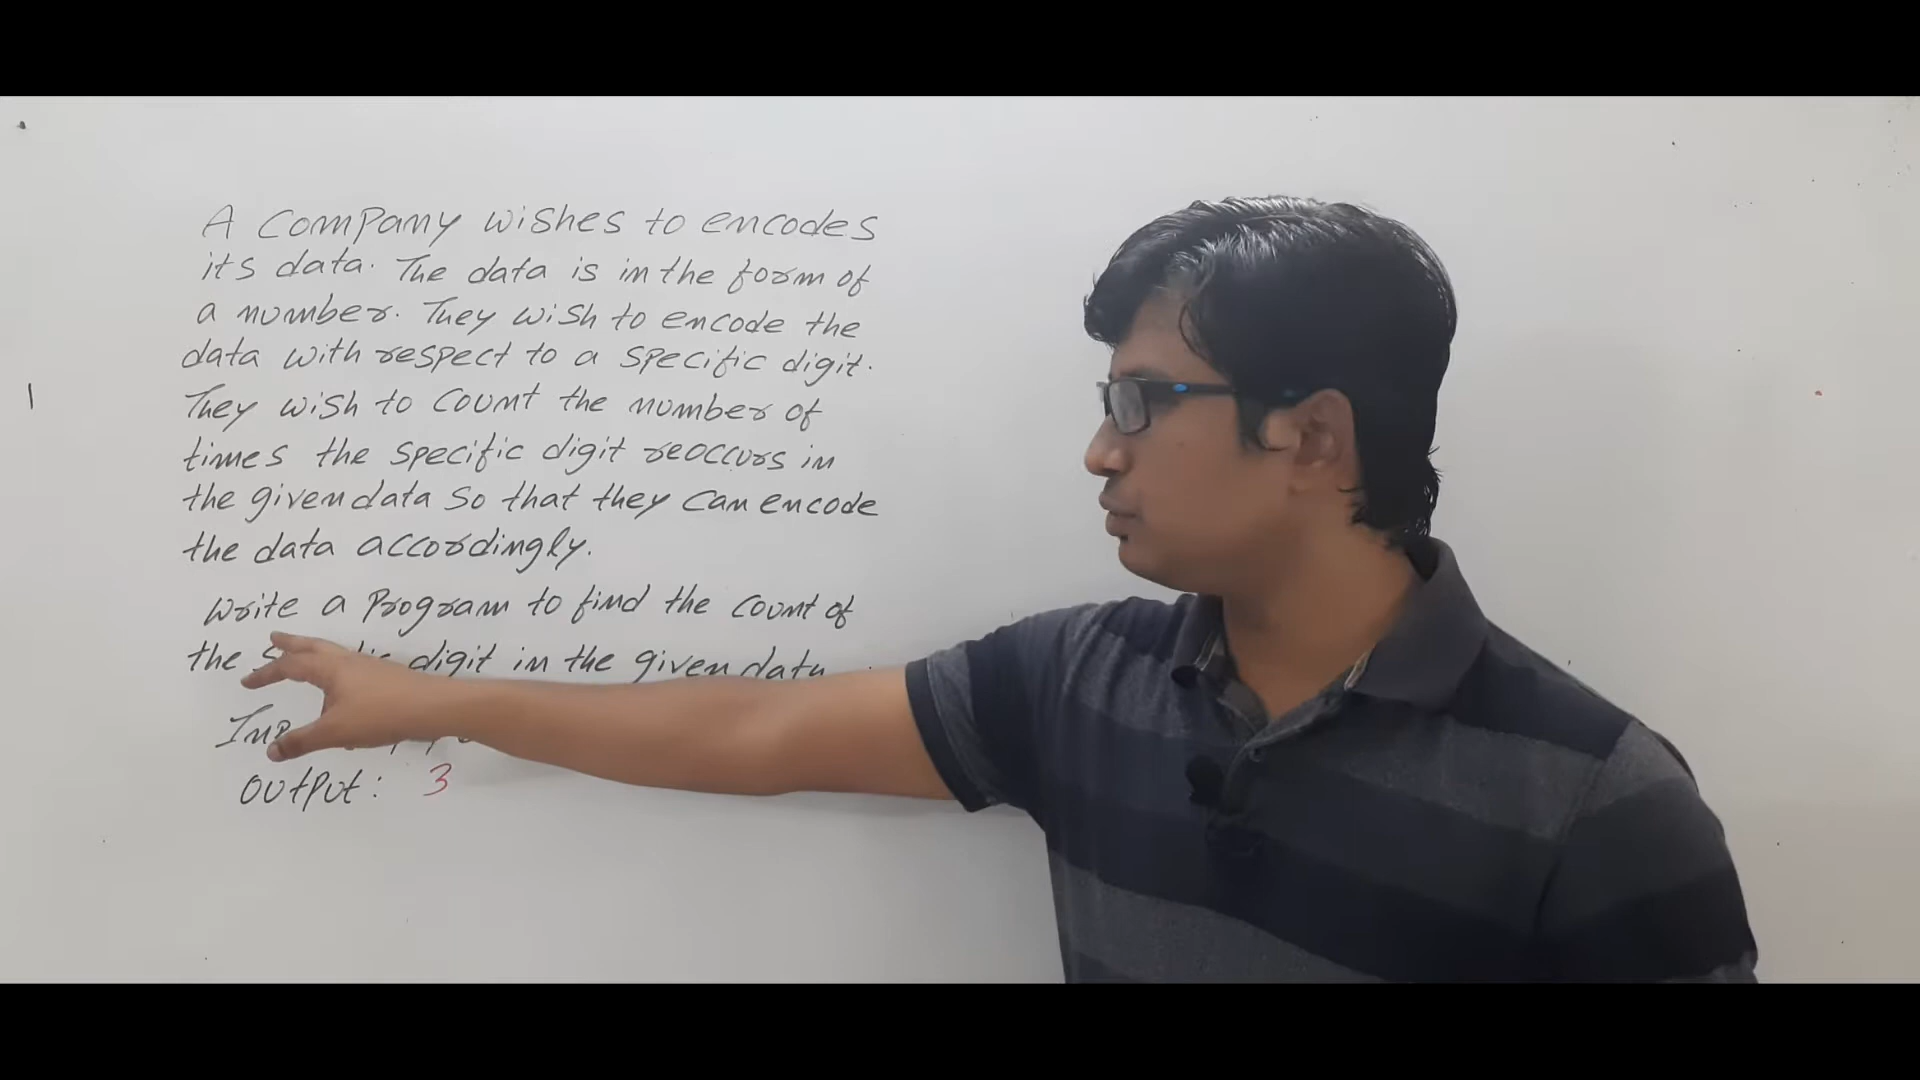 A Company wishes to encodes
its data. The data is in the form of
a number. They wish to encode the
data with respect to a specific digit.
They wish to count the number of
times the specific digit reoccurs in
the given data so that they can encode
the data accordingly.
Write a Program to find the count of
the digit in the given data
Output: 3